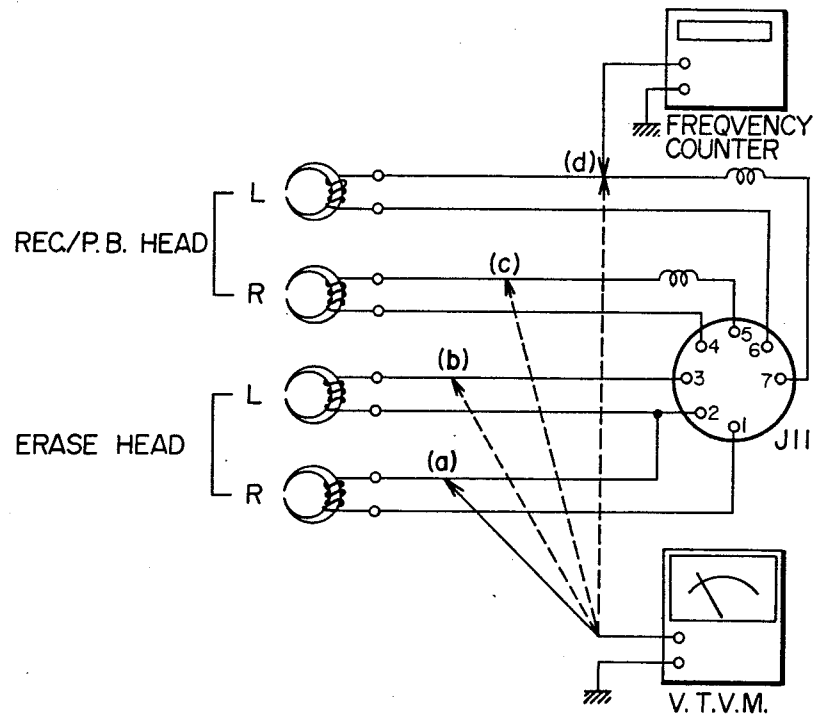 FREQVENCY
COUNTER
(d)
L
REC./P.B. HEAD
(c)
R
5
4
6
(b)
L
3
7
2
1
ERASE HEAD
J11
(a)
R
V.T.V.M.